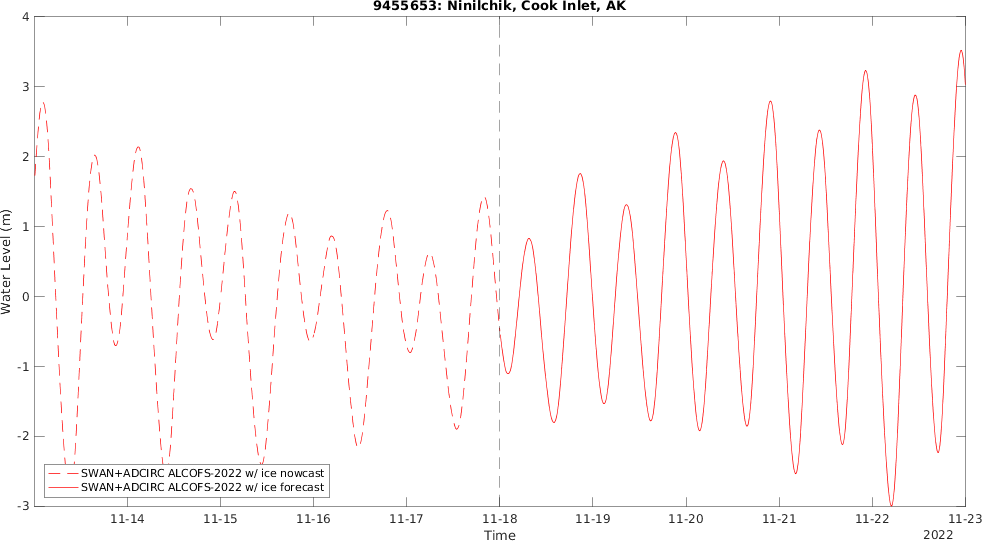 9455653: Ninilchik, Cook Inlet, AK
Water Level (m)
4
3
2
1
0
-1
-2
-3
SWAN+ADCIRC ALCOFS-2022 w/ ice nowcast
SWAN+ADCIRC ALCOFS-2022 w/ ice forecast
11-14 11-15 11-16 11-17 11-18 11-19 11-20 11-21 11-22 11-23
Time
2022